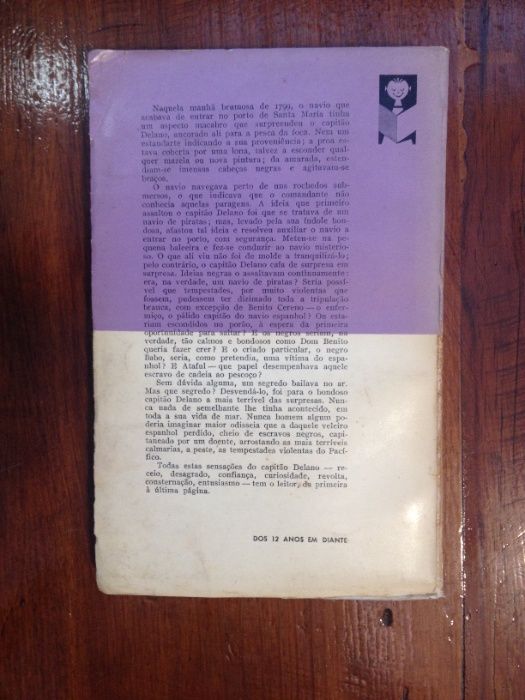 Naquela manhã brumosa de 1799, o navio que
acabava de entrar no porto de Santa Maria tinha
um aspecto macabro que surpreendeu o capitão
Delano, ancorado ali para a pesca da foca. Nem um
estandarte indicando a sua proveniência; a proa es-
tava coberta por uma lona, talvez a esconder qual-
quer mazela ou nova pintura; da amurada, esten-
diam-se imensas cabeças negras e agitavam-se
braços.
O navio navegava perto de uns rochedos sub-
mersos, o que indicava que o comandante não
conhecia aquelas paragens. A ideia que primeiro
assaltou o capitão Delano foi que se tratava de um
navio de piratas; mas, levado pela sua índole bon-
dosa, afastou tal ideia e resolveu auxiliar o navio a
entrar no porto, com segurança. Meteu-se na pe-
quena baleeira e fez-se conduzir ao navio misterio-
so. O que ali viu não foi de molde a tranquilizá-lo;
pelo contrário, o capitão Delano caía de surpresa em
surpresa. Ideias negras o assaltavam continuamente:
era, na verdade, um navio de piratas? Seria possí-
vel que tempestades, por muito violentas que
fossem, pudessem ter dizimado toda a tripulação
branca, com excepção de Benito Cereno — o enfer-
miço, o pálido capitão do navio espanhol? Ou esta-
riam escondidos no porão, à espera da primeira
oportunidade para saltar? E os negros seriam, na
verdade, tão calmos e bondosos como Dom Benito
queria fazer crer? E o criado particular, o negro
Babo, seria, como pretendia, uma vítima do espa-
nhol? E Atafal — que papel desempenhava aquele
escravo de cadeia ao pescoço?
Sem dúvida alguma, um segredo bailava no ar.
Mas que segredo? Desvendá-lo, foi para o bondoso
capitão Delano a mais terrível das surpresas. Nun-
ca nada de semelhante lhe tinha acontecido, em
toda a sua vida de mar. Nunca homem algum po-
deria imaginar maior odisseia que a daquele veleiro
espanhol perdido, cheio de escravos negros, capi-
taneado por um doente, arrostando as mais terríveis
calmarias, a peste, as tempestades violentas do Pací-
fico.
Todas estas sensações do capitão Delano — re-
ceio, desagrado, confiança, curiosidade, revolta,
consternação, entusiasmo — tem o leitor, da primeira
à última página.
DOS 12 ANOS EM DIANTE